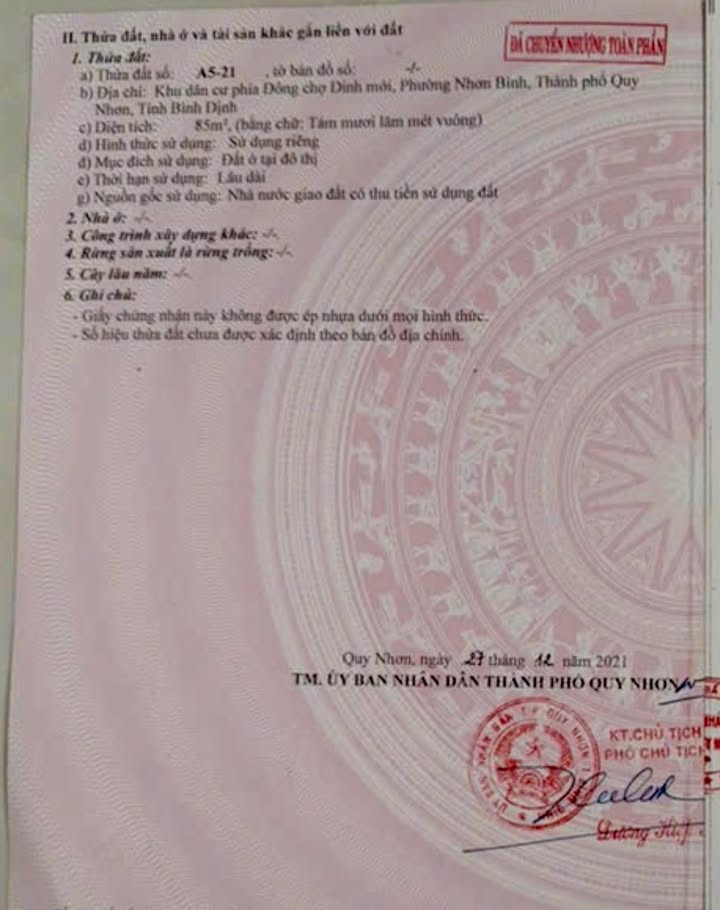 II. Thửa đất, nhà ở và tài sản khác gắn liền với đất
ĐÃ CHUYỂN NHƯỢNG TOÀN PHẦN
1. Thửa đất:
a) Thửa đất số: A5-21 , tờ bản đồ số: -/-
b) Địa chỉ: Khu dân cư phía Đông chợ Dinh mới, Phường Nhơn Bình, Thành phố Quy
Nhơn, Tỉnh Bình Định
c) Diện tích: 85m², (bằng chữ: Tám mươi lăm mét vuông)
d) Hình thức sử dụng: Sử dụng riêng
đ) Mục đích sử dụng: Đất ở tại đô thị
e) Thời hạn sử dụng: Lâu dài
g) Nguồn gốc sử dụng: Nhà nước giao đất có thu tiền sử dụng đất
2. Nhà ở: -/-
3. Công trình xây dựng khác: -/-
4. Rừng sản xuất là rừng trồng: -/-
5. Cây lâu năm: -/-
6. Ghi chú:
- Giấy chứng nhận này không được ép nhựa dưới mọi hình thức.
- Số hiệu thửa đất chưa được xác định theo bản đồ địa chính.
Quy Nhơn, ngày 27 tháng 12 năm 2021
TM. ỦY BAN NHÂN DÂN THÀNH PHỐ QUY NHƠN
KT.CHỦ TỊCH
PHÓ CHỦ TỊCH
Dương